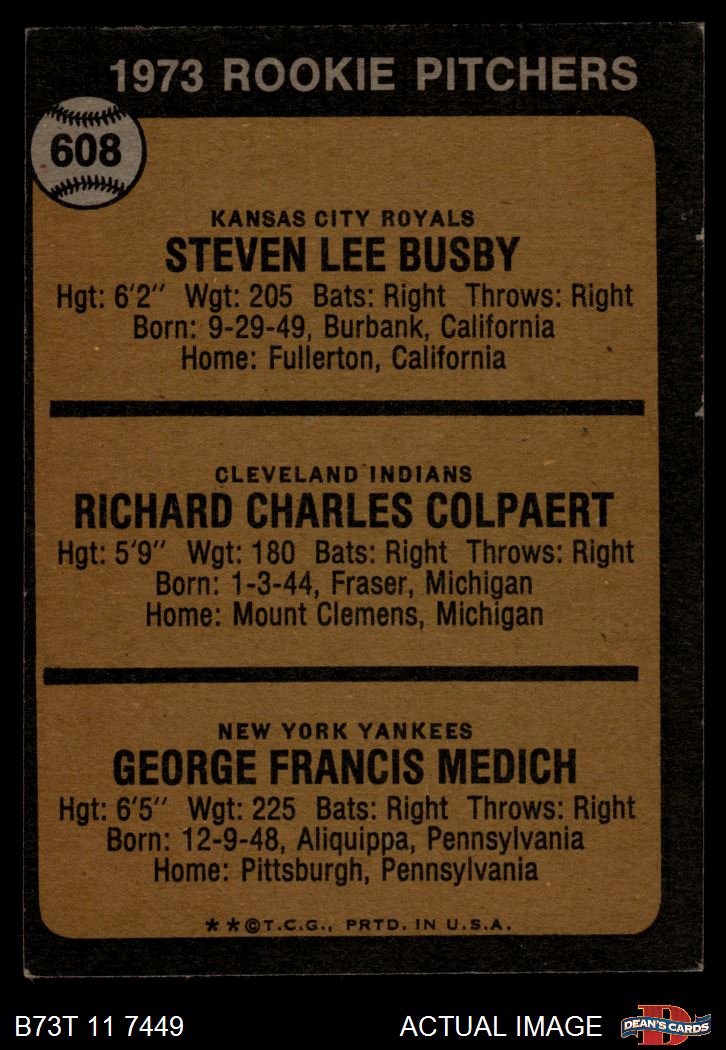 1973 ROOKIE PITCHERS
608
KANSAS CITY ROYALS
STEVEN LEE BUSBY
Hgt: 6'2" Wgt: 205 Bats: Right Throws: Right
Born: 9-29-49, Burbank, California
Home: Fullerton, California
CLEVELAND INDIANS
RICHARD CHARLES COLPAERT
Hgt: 5'9" Wgt: 180 Bats: Right Throws: Right
Born: 1-3-44, Fraser, Michigan
Home: Mount Clemens, Michigan
NEW YORK YANKEES
GEORGE FRANCIS MEDICH
Hgt: 6'5" Wgt: 225 Bats: Right Throws: Right
Born: 12-9-48, Aliquippa, Pennsylvania
Home: Pittsburgh, Pennsylvania
**©T.C.G., PRTD. IN U.S.A.
B73T 11 7449
ACTUAL IMAGE
D
DEAN'S CARDS